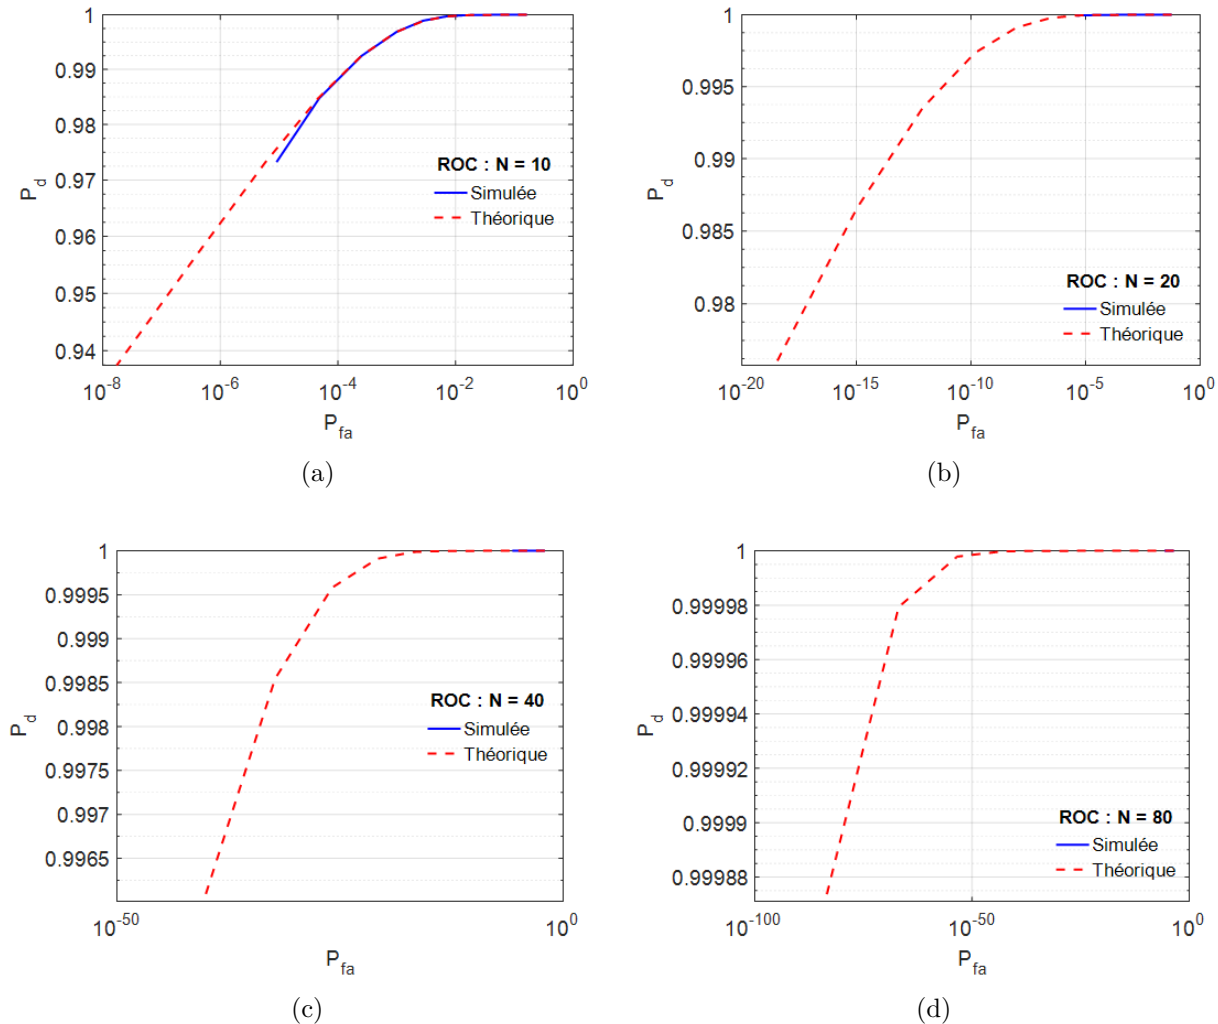 1
0.99
0.98
0.97
0.96
0.95
0.94
P_d
ROC : N = 10
Simulée
Théorique
10^-8
10^-6
10^-4
10^-2
10^0
P_fa
(a)
1
0.995
0.99
0.985
0.98
P_d
ROC : N = 20
Simulée
Théorique
10^-20
10^-15
10^-10
10^-5
10^0
P_fa
(b)
1
0.9995
0.999
0.9985
0.998
0.9975
0.997
0.9965
P_d
ROC : N = 40
Simulée
Théorique
10^-50
10^0
P_fa
(c)
1
0.99998
0.99996
0.99994
0.99992
0.9999
0.99988
P_d
ROC : N = 80
Simulée
Théorique
10^-100
10^-50
10^0
P_fa
(d)